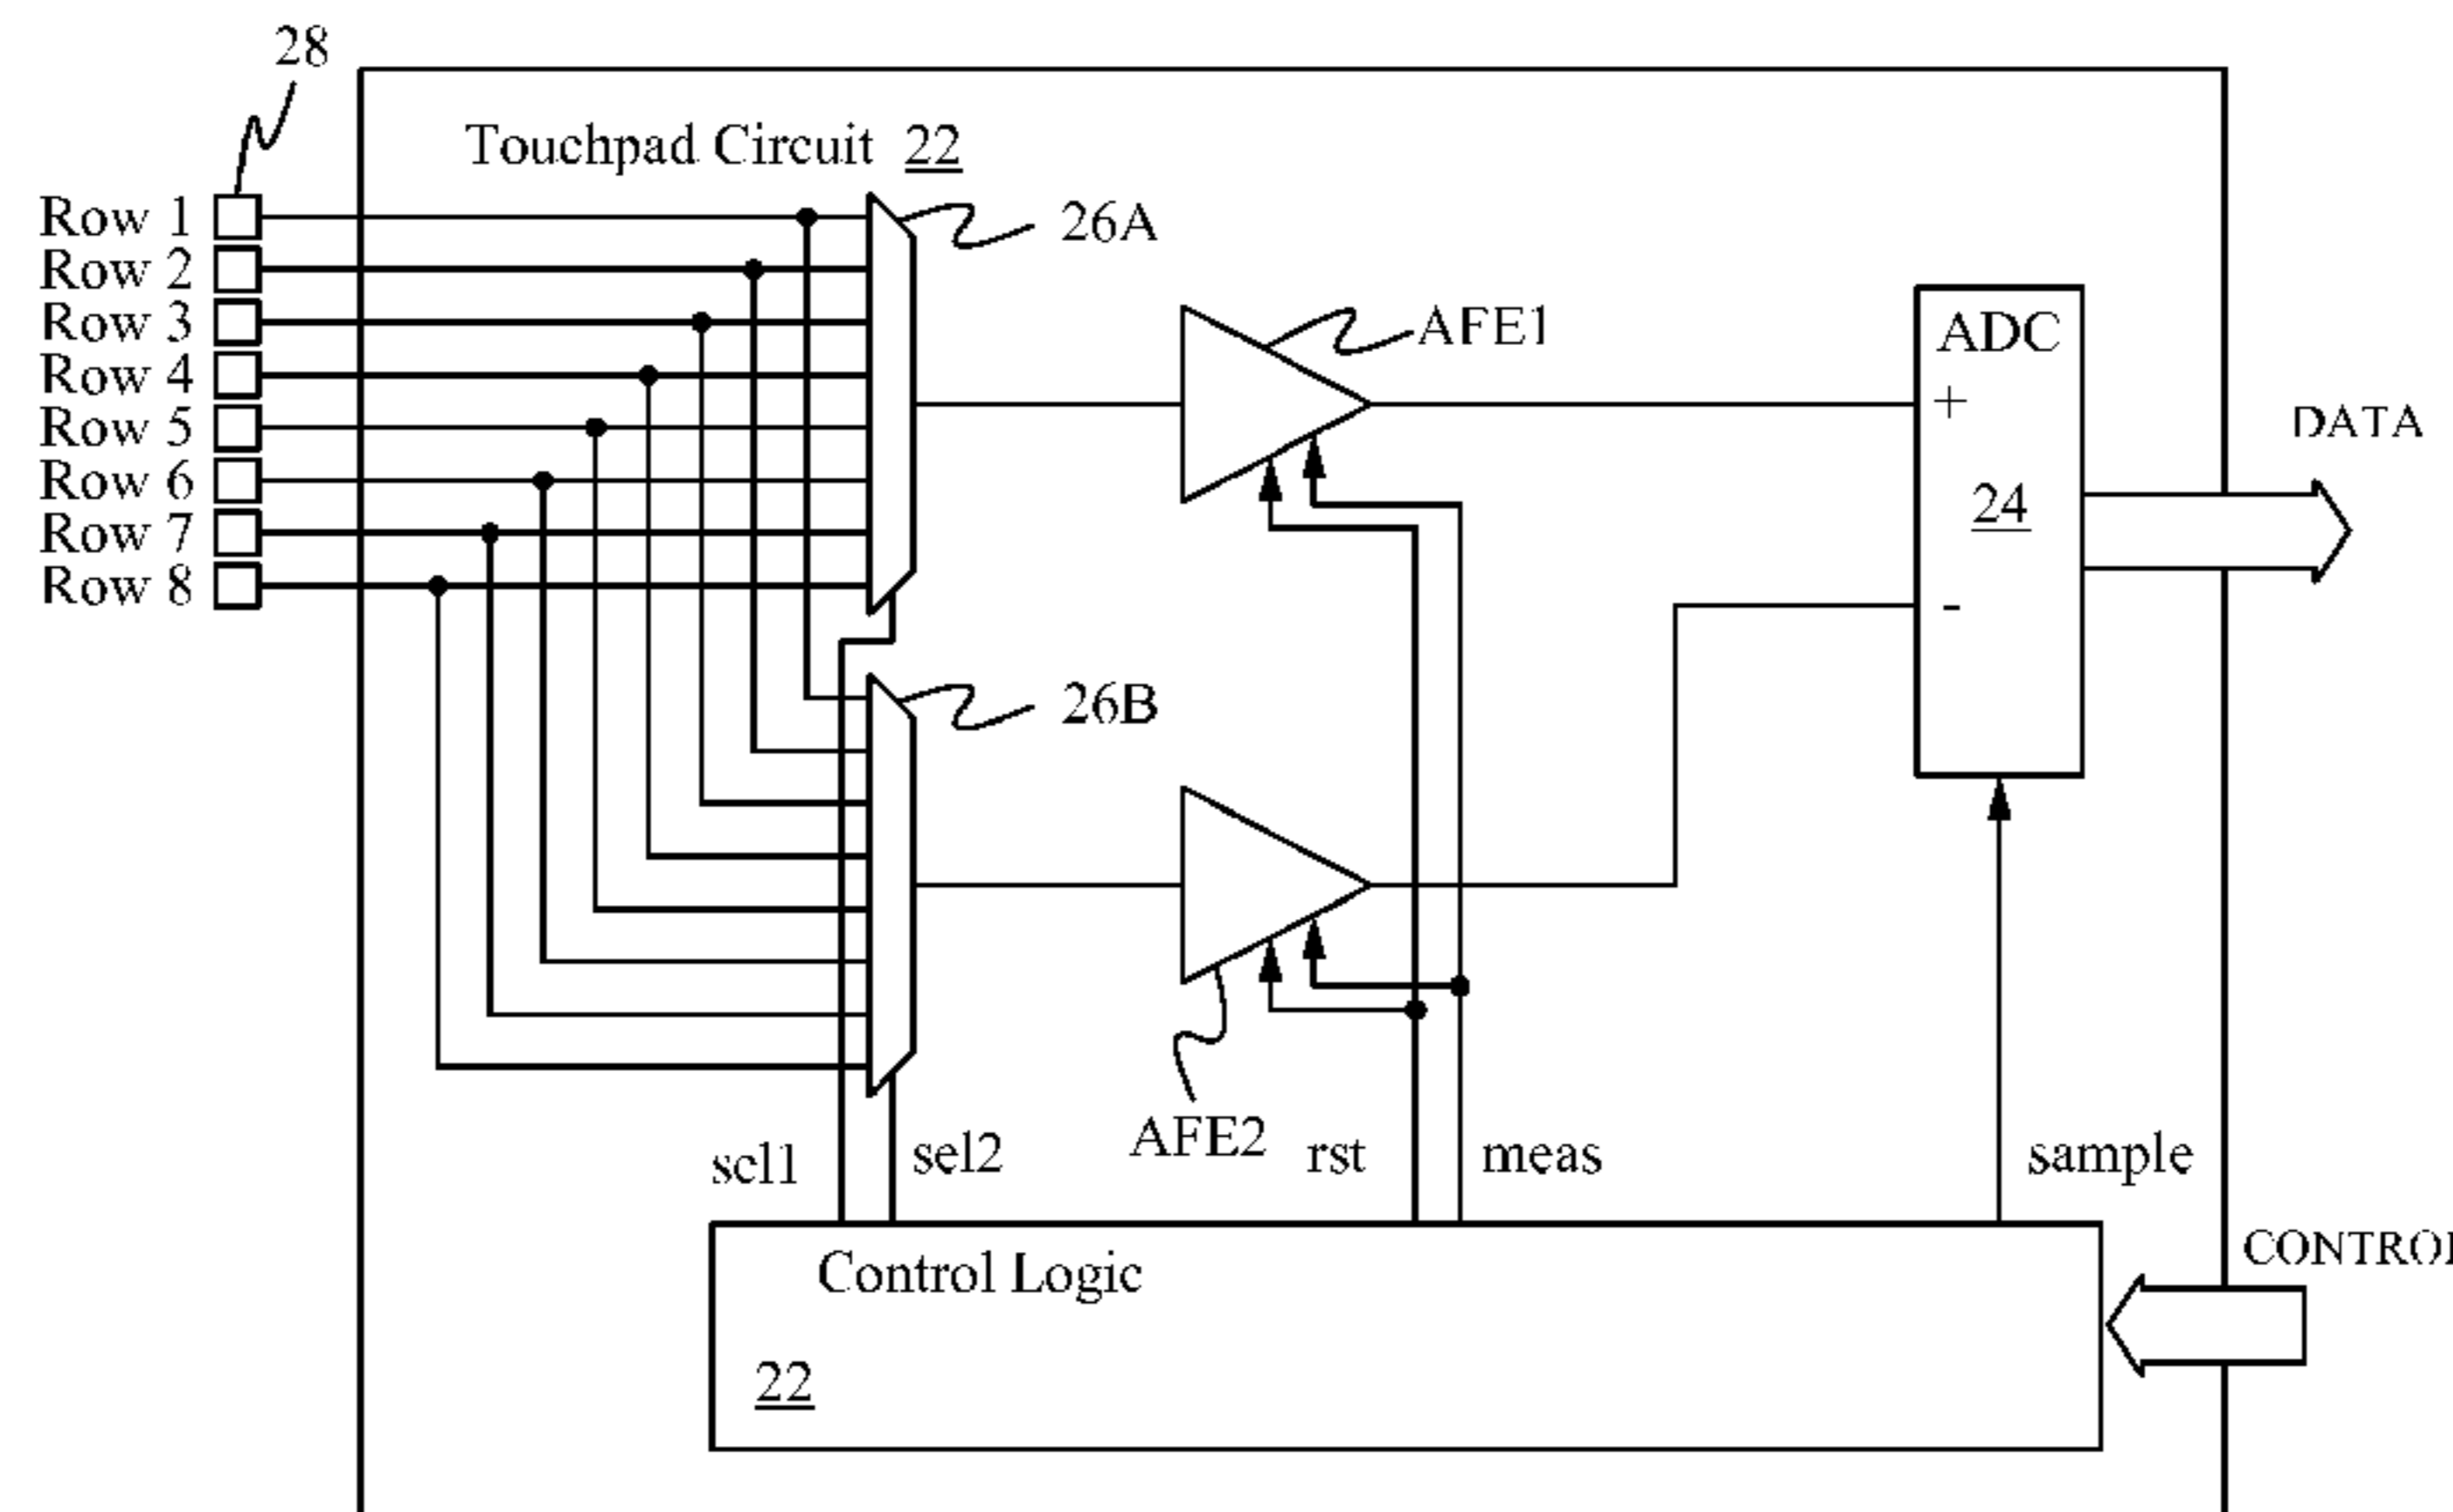 28
Touchpad Circuit 22
Row 1
Row 2
Row 3
Row 4
Row 5
Row 6
Row 7
Row 8
26A
AFE1
ADC
+
24
-
DATA
26B
AFE2
sel1
sel2
rst
meas
sample
Control Logic
22
CONTROL